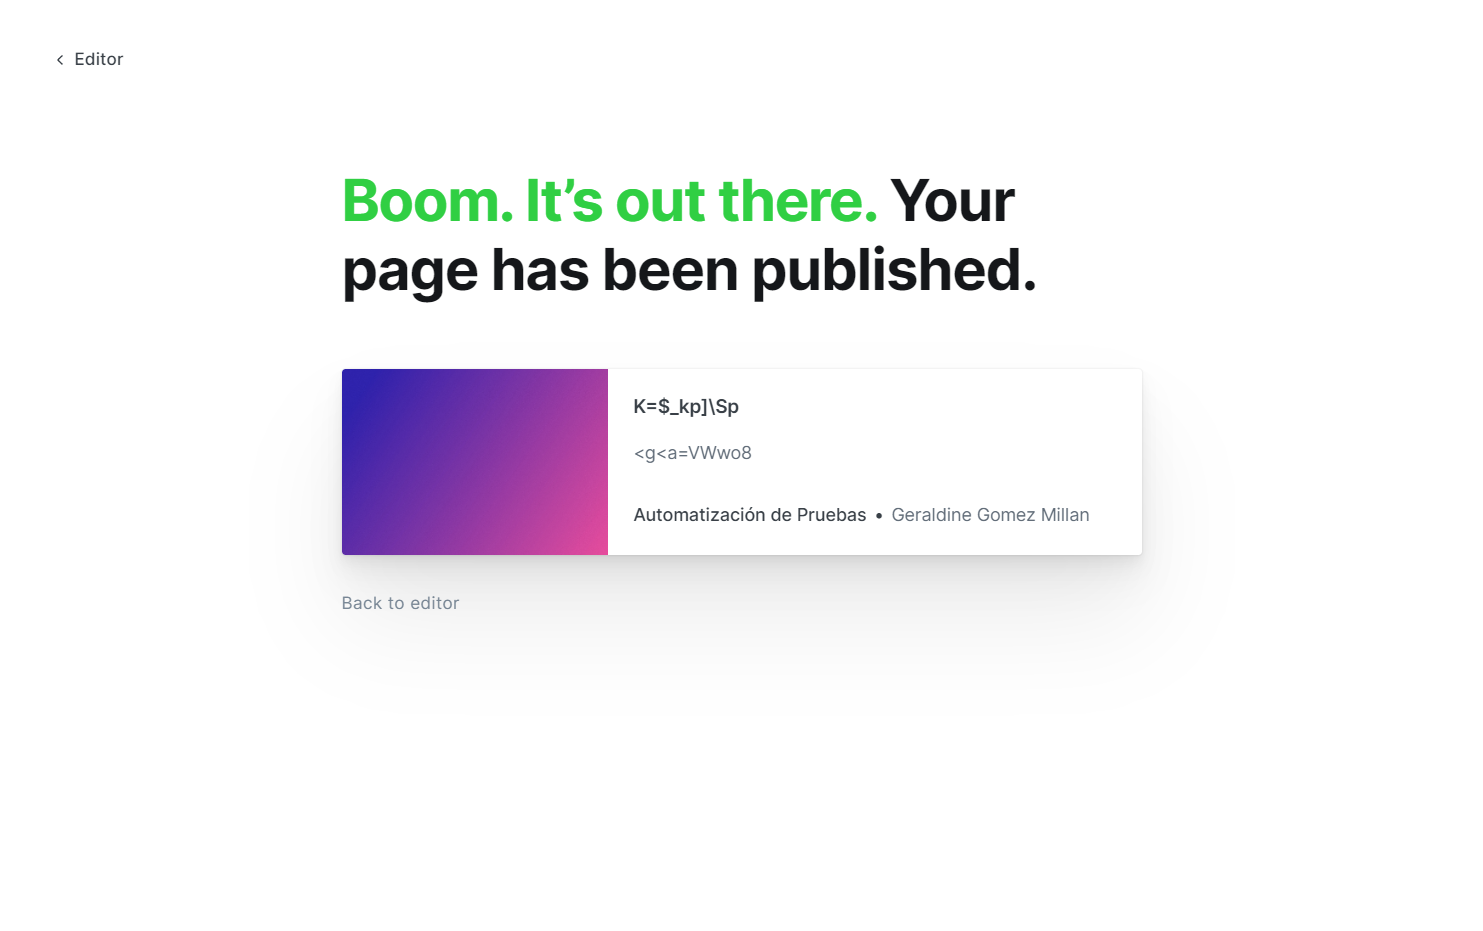 Editor
Boom. It’s out there. Your
page has been published.
K=$_kp]\Sp
<g<a=VWwo8
Automatización de Pruebas • Geraldine Gomez Millan
Back to editor